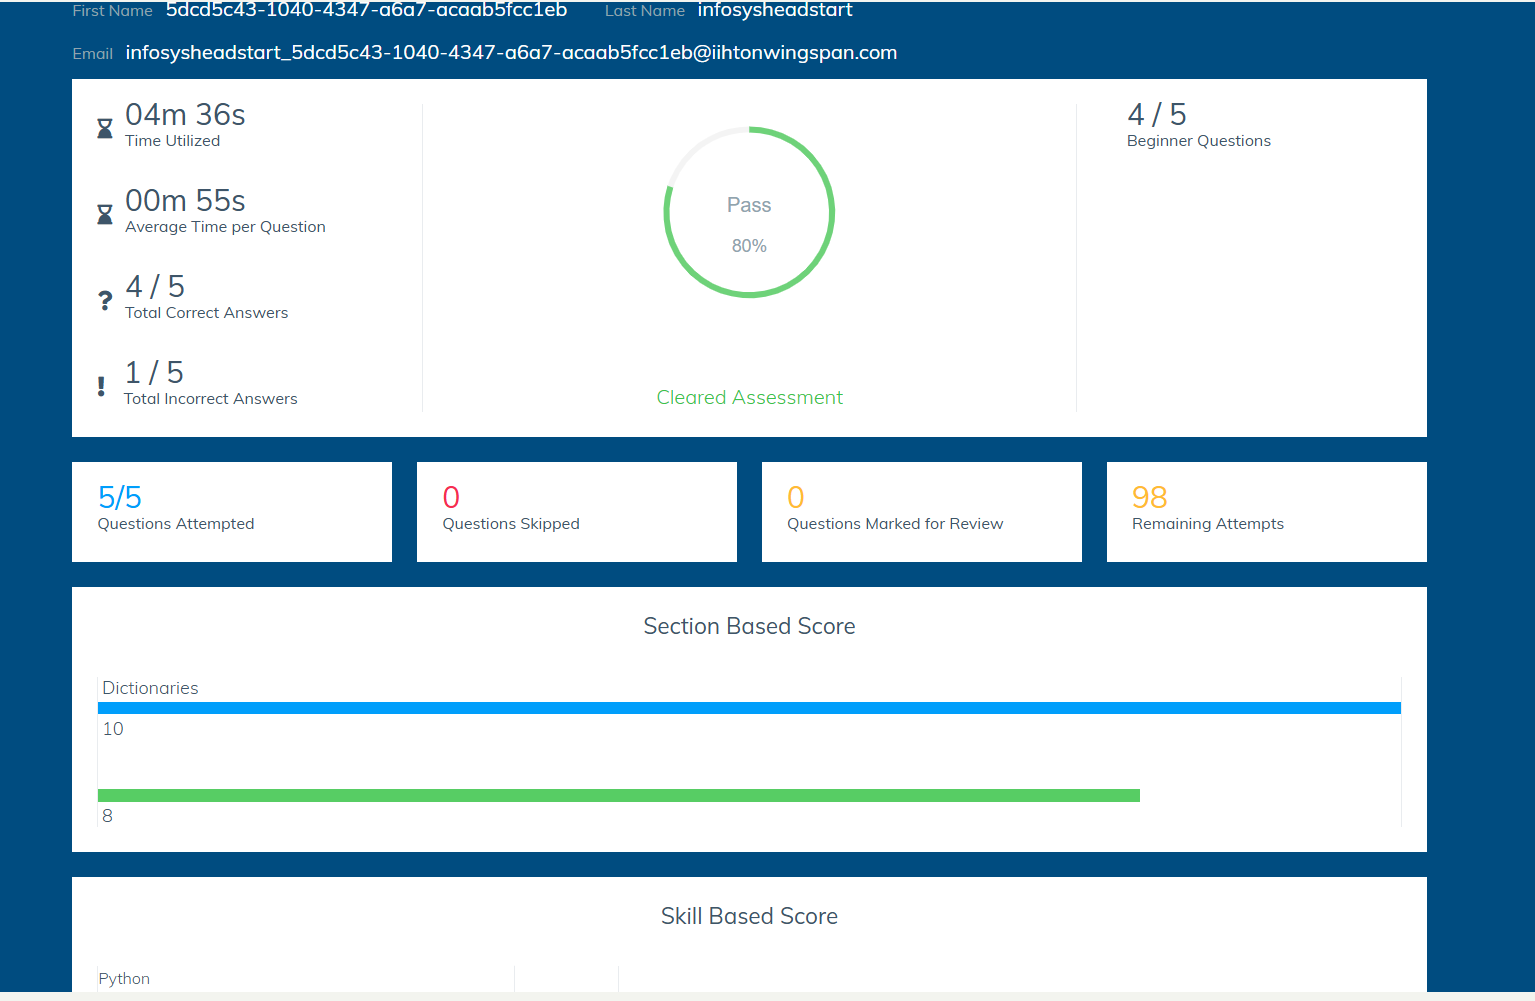 First Name 5dcd5c43-1040-4347-a6a7-acaab5fcc1eb Last Name infosysheadstart
Email infosysheadstart_5dcd5c43-1040-4347-a6a7-acaab5fcc1eb@iihtonwingspan.com
04m 36s
Time Utilized
00m 55s
Average Time per Question
4 / 5
Total Correct Answers
1 / 5
Total Incorrect Answers
Pass
80%
Cleared Assessment
4 / 5
Beginner Questions
5/5
Questions Attempted
0
Questions Skipped
0
Questions Marked for Review
98
Remaining Attempts
Section Based Score
Dictionaries
10
8
Skill Based Score
Python